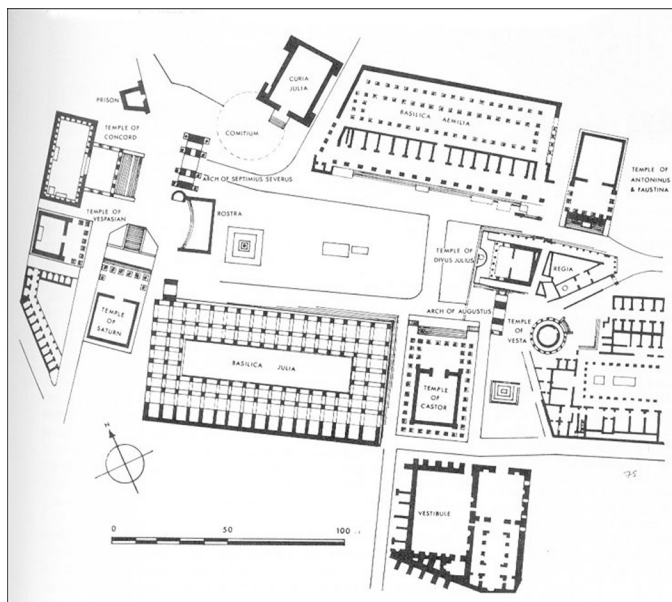 CURIA
JULIA
PRISON
BASILICA
AEMILIA
COMITIUM
TEMPLE
OF
CONCORD
TEMPLE OF
ANTONINUS
& FAUSTINA
ARCH OF SEPTIMIUS SEVERUS
TEMPLE OF
VESPASIAN
ROSTRA
TEMPLE OF
DIVUS JULIUS
REGIA
TEMPLE
OF
SATURN
ARCH OF AUGUSTUS
TEMPLE
OF
VESTA
BASILICA JULIA
TEMPLE
OF
CASTOR
N
75
VESTIBULE
0 50 100